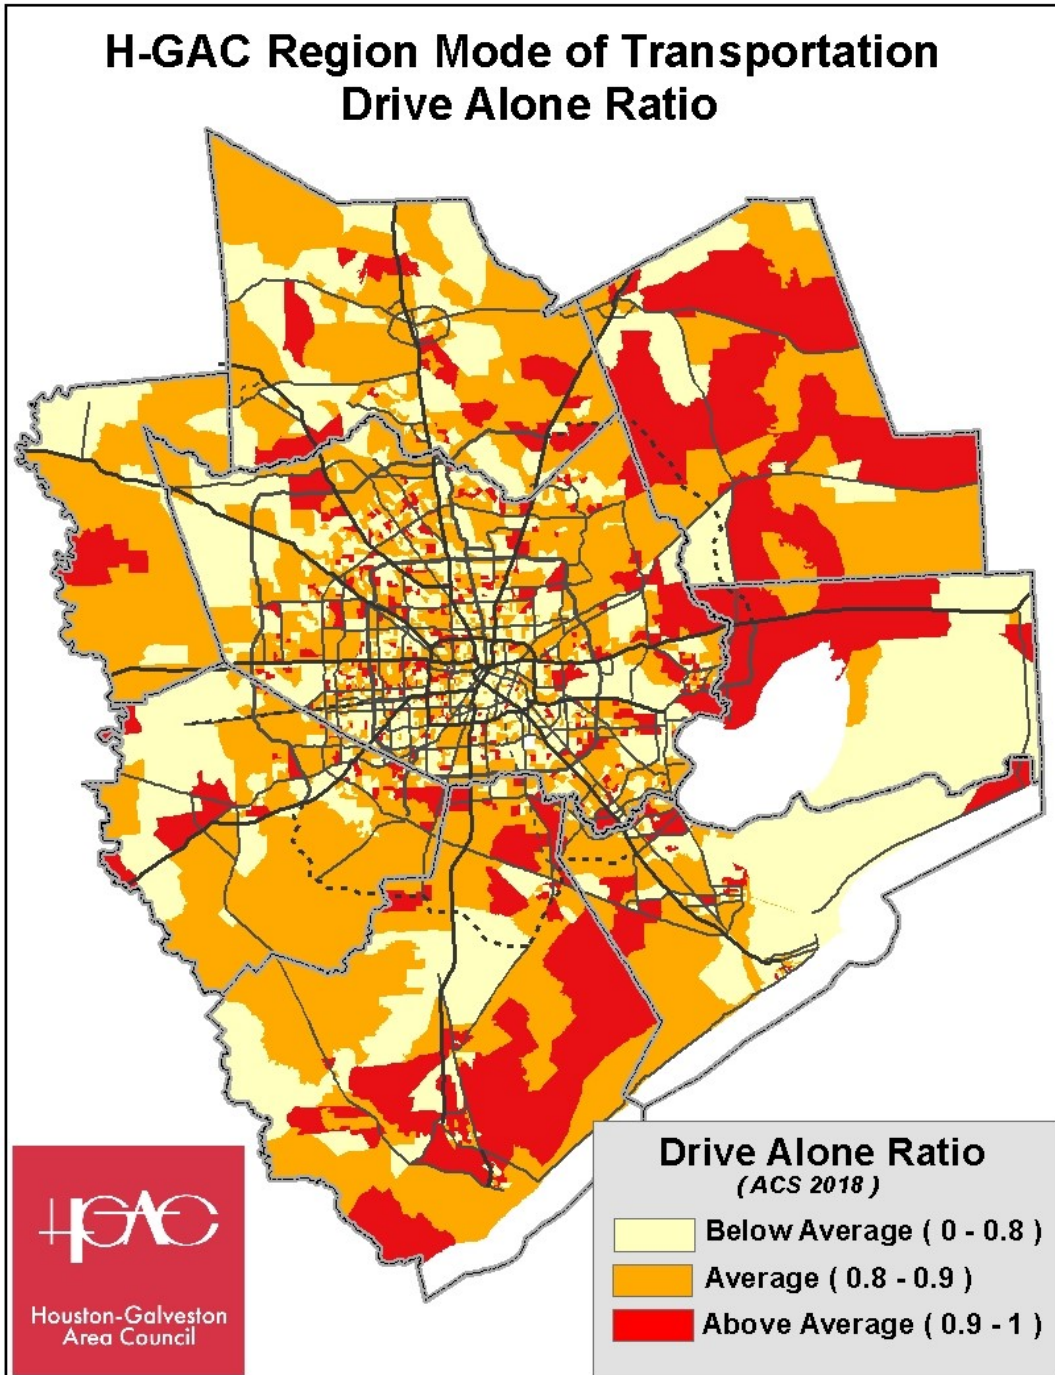 H-GAC Region Mode of Transportation
Drive Alone Ratio
Drive Alone Ratio
( ACS 2018 )
Below Average ( 0 - 0.8 )
Average ( 0.8 - 0.9 )
Above Average ( 0.9 - 1 )
HGAC
Houston-Galveston
Area Council